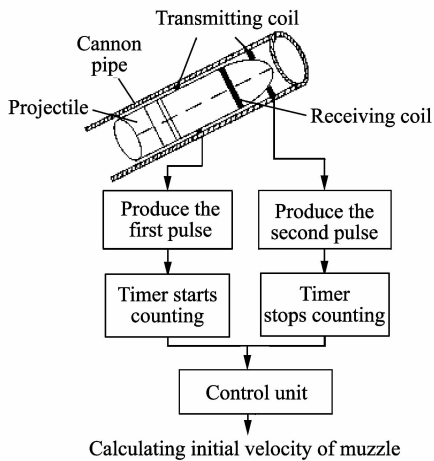 Transmitting coil
Cannon
pipe
Projectile
Receiving coil
Produce the
first pulse
Produce the
second pulse
Timer starts
counting
Timer
stops counting
Control unit
Calculating initial velocity of muzzle